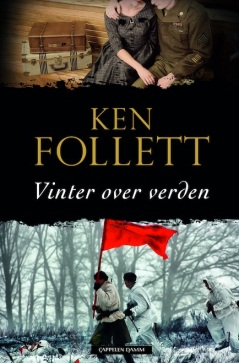 KEN
FOLLETT
Vinter over verden
CAPPELEN DAMM